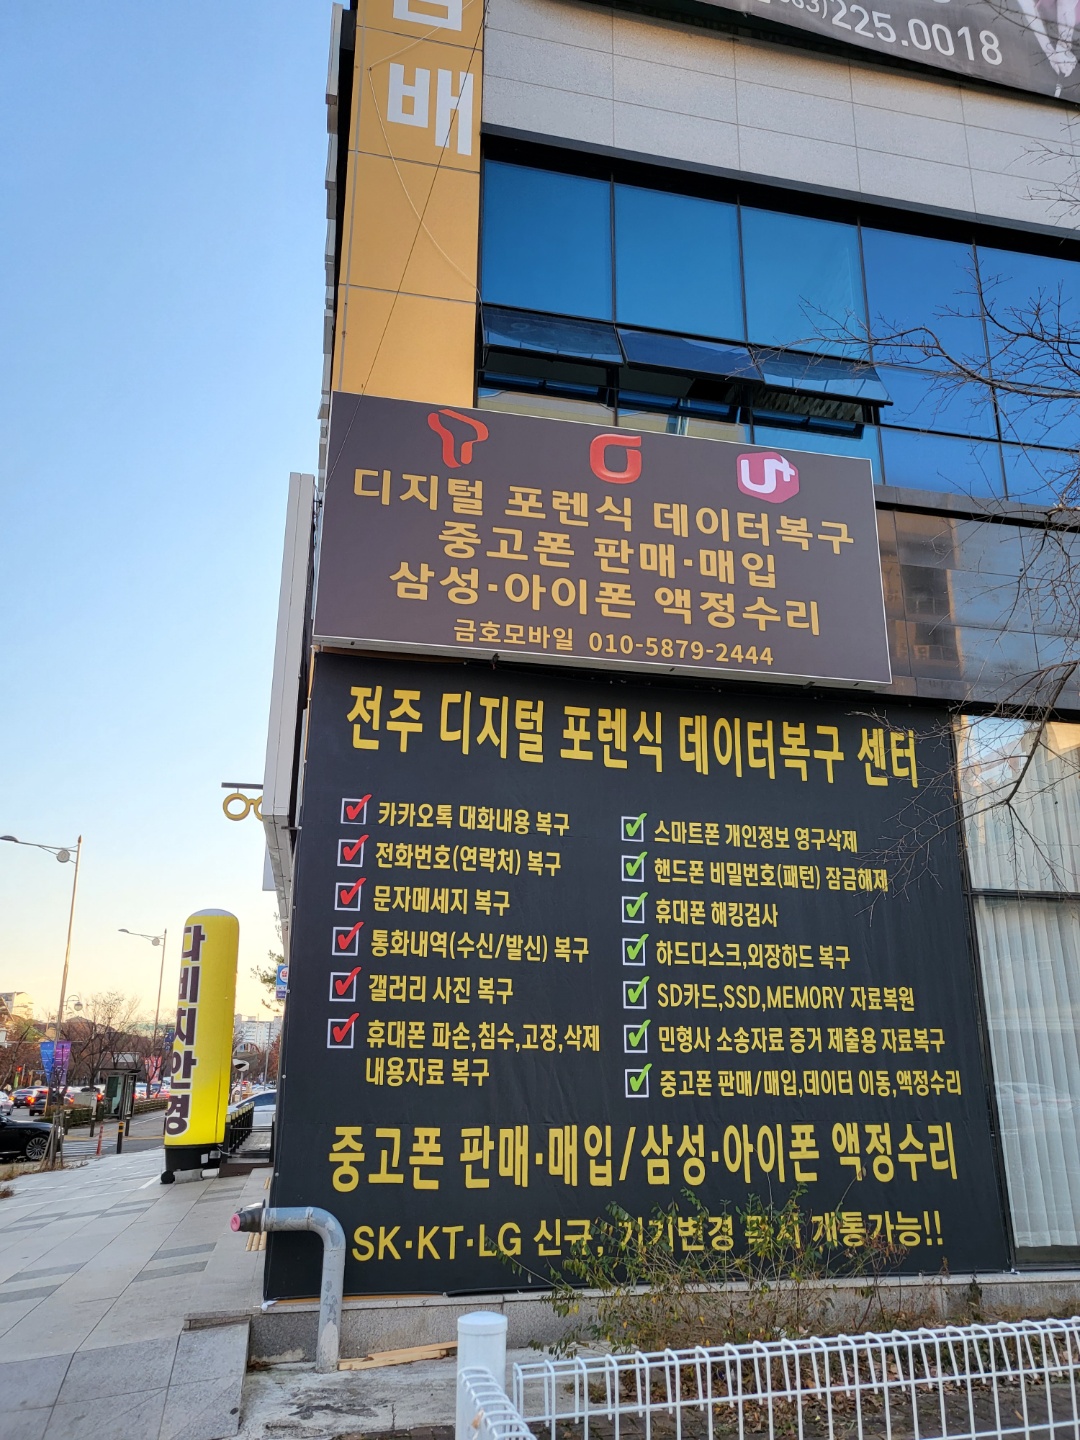 배
225.0018
U+
디지털 포렌식 데이터복구
중고폰 판매·매입
삼성·아이폰 액정수리
금호모바일 010-5879-2444
전주 디지털 포렌식 데이터복구 센터
카카오톡 대화내용 복구
전화번호(연락처) 복구
문자메세지 복구
통화내역(수신/발신) 복구
갤러리 사진 복구
휴대폰 파손,침수,고장,삭제
내용자료 복구
스마트폰 개인정보 영구삭제
핸드폰 비밀번호(패턴) 잠금해제
휴대폰 해킹검사
하드디스크,외장하드 복구
SD카드,SSD,MEMORY 자료복원
민형사 소송자료 증거 제출용 자료복구
중고폰 판매/매입,데이터 이동,액정수리
중고폰 판매·매입/삼성·아이폰 액정수리
SK·KT·LG 신규, 기기변경 개통가능!!
다비치안경